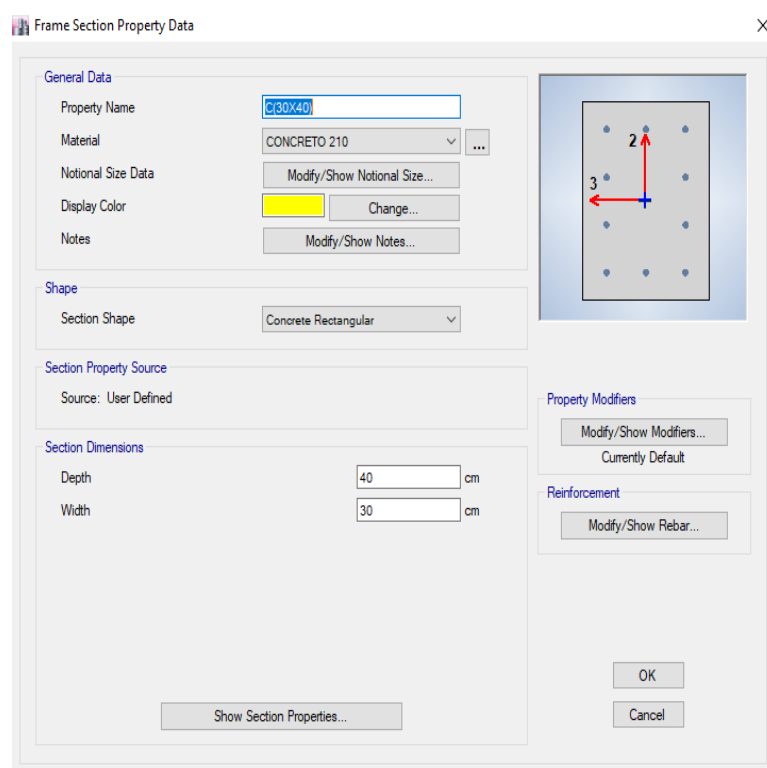 Frame Section Property Data
General Data
Property Name C(30X40)
Material CONCRETO 210 ...
Notional Size Data Modify/Show Notional Size...
Display Color Change...
Notes Modify/Show Notes...
2
3
Shape
Section Shape Concrete Rectangular
Section Property Source
Source: User Defined
Property Modifiers
Modify/Show Modifiers...
Currently Default
Section Dimensions
Depth 40 cm
Width 30 cm
Reinforcement
Modify/Show Rebar...
OK
Show Section Properties...
Cancel